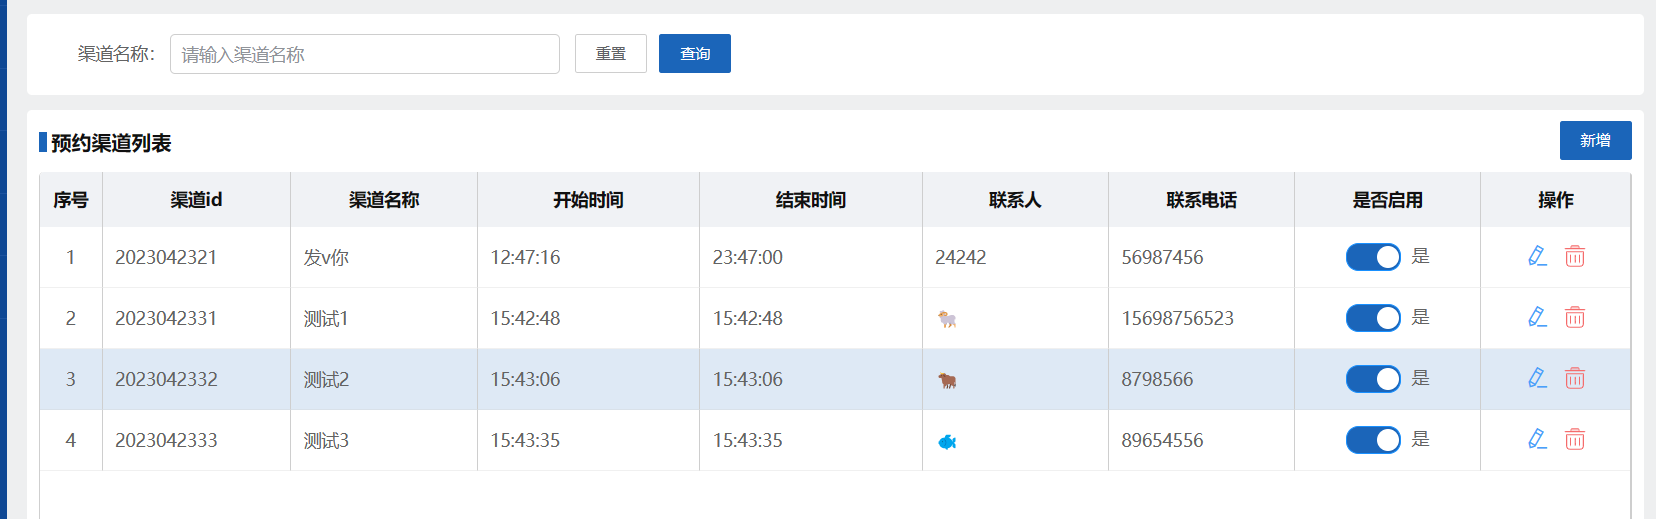 渠道名称： 请输入渠道名称 重置 查询
预约渠道列表 新增
序号 渠道id 渠道名称 开始时间 结束时间 联系人 联系电话 是否启用 操作
1 2023042321 发v你 12:47:16 23:47:00 24242 56987456 是
2 2023042331 测试1 15:42:48 15:42:48 🐏 15698756523 是
3 2023042332 测试2 15:43:06 15:43:06 🐂 8798566 是
4 2023042333 测试3 15:43:35 15:43:35 🐟 89654556 是